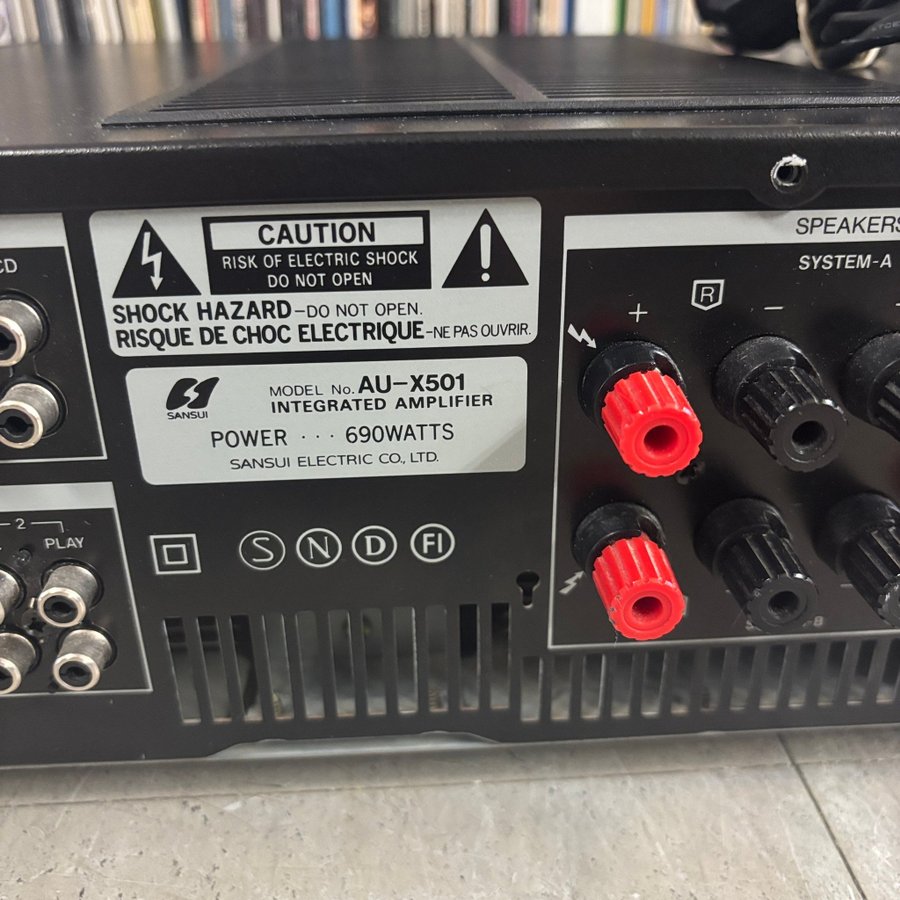 CD
CAUTION
RISK OF ELECTRIC SHOCK
DO NOT OPEN
SHOCK HAZARD–DO NOT OPEN.
RISQUE DE CHOC ELECTRIQUE–NE PAS OUVRIR.
SANSUI
MODEL No. AU–X501
INTEGRATED AMPLIFIER
POWER · · · 690WATTS
SANSUI ELECTRIC CO., LTD.
S N D FI
2
PLAY
SPEAKERS
SYSTEM-A
R
+ −